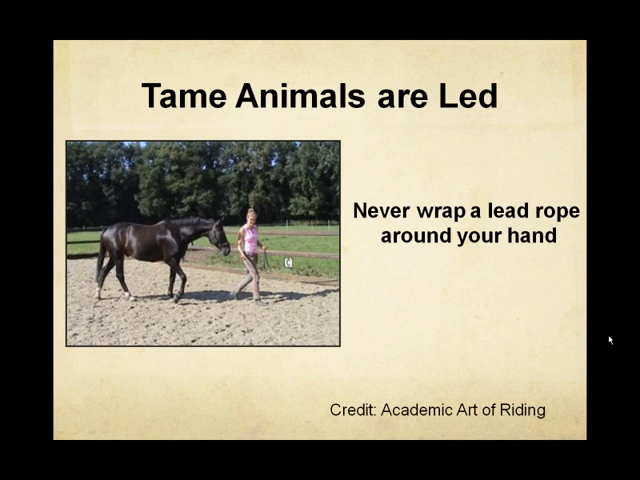 Tame Animals are Led
Never wrap a lead rope
around your hand
C
Credit: Academic Art of Riding